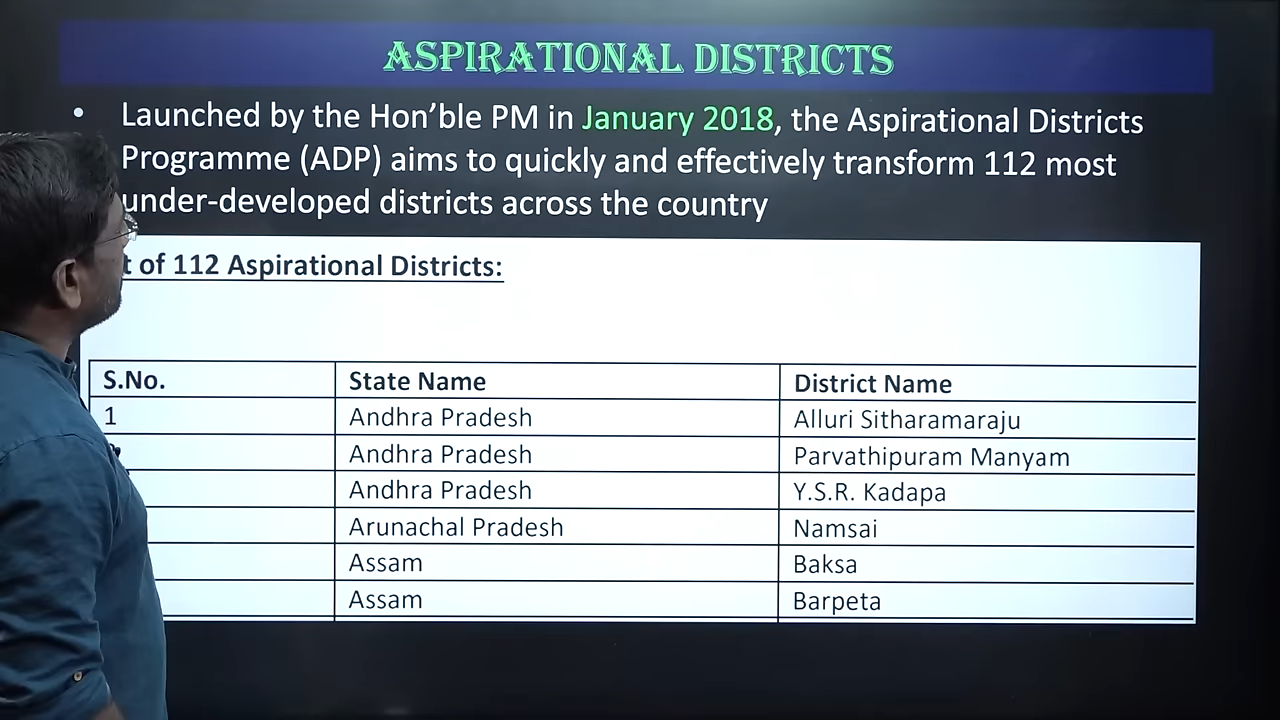 ASPIRATIONAL DISTRICTS
• Launched by the Hon’ble PM in January 2018, the Aspirational Districts
Programme (ADP) aims to quickly and effectively transform 112 most
under-developed districts across the country
t of 112 Aspirational Districts:
S.No. State Name District Name
1 Andhra Pradesh Alluri Sitharamaraju
Andhra Pradesh Parvathipuram Manyam
Andhra Pradesh Y.S.R. Kadapa
Arunachal Pradesh Namsai
Assam Baksa
Assam Barpeta